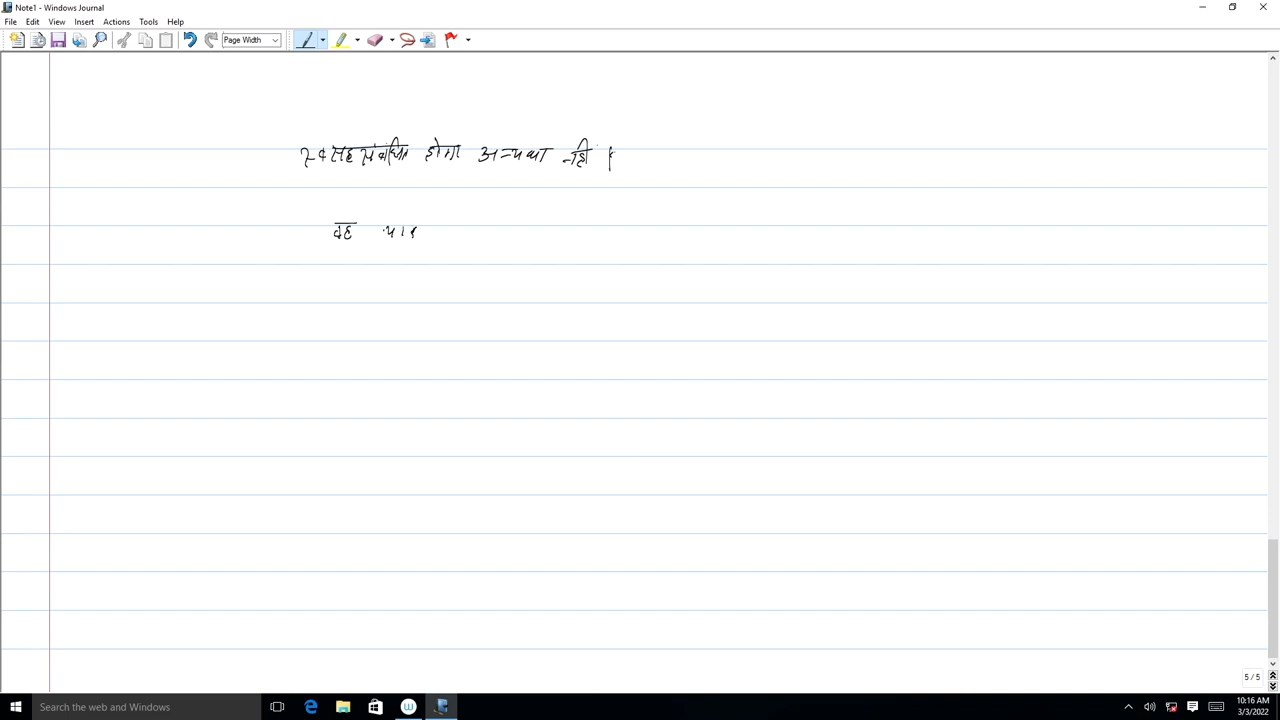 Note1 - Windows Journal
File Edit View Insert Actions Tools Help
Page Width
स्वसहसंबंधित होगा अन्यथा नहीं
वह
5 / 5
Search the web and Windows
10:16 AM
3/3/2022